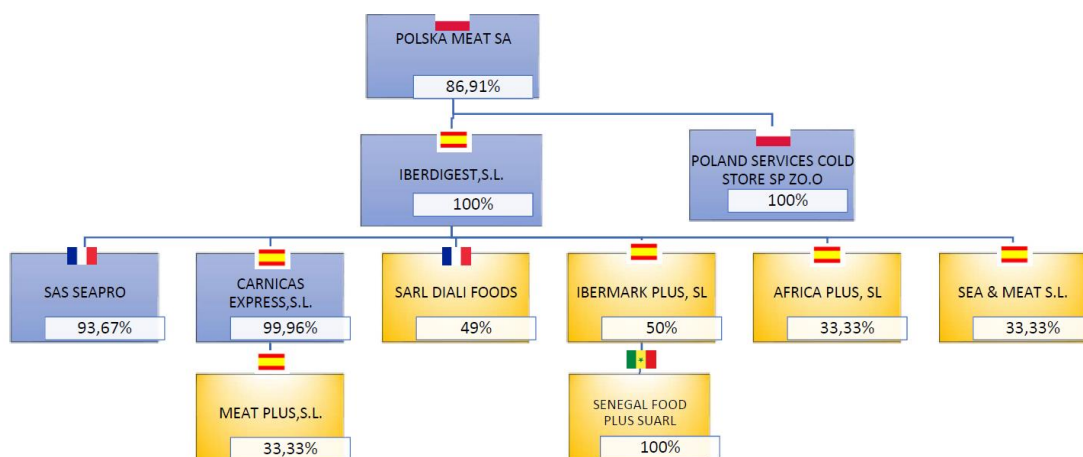 POLSKA MEAT SA
86,91%
IBERDIGEST,S.L.
100%
POLAND SERVICES COLD
STORE SP ZO.O
100%
SAS SEAPRO
93,67%
CARNICAS
EXPRESS,S.L.
99,96%
SARL DIALI FOODS
49%
IBERMARK PLUS, SL
50%
AFRICA PLUS, SL
33,33%
SEA & MEAT S.L.
33,33%
MEAT PLUS,S.L.
33,33%
SENEGAL FOOD
PLUS SUARL
100%